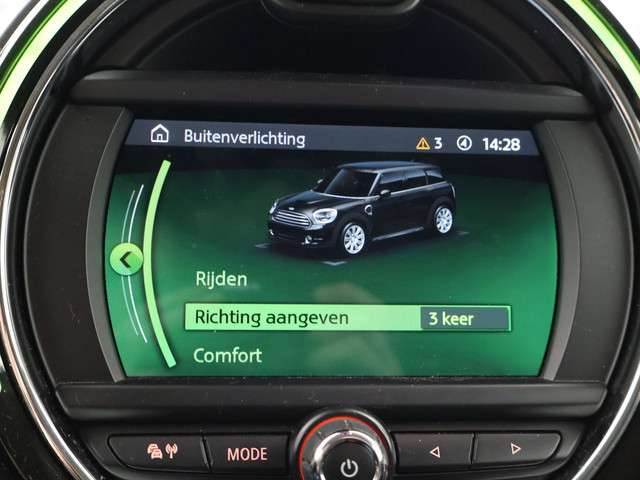 Buitenverlichting 3 14:28
Rijden
Richting aangeven 3 keer
Comfort
MODE